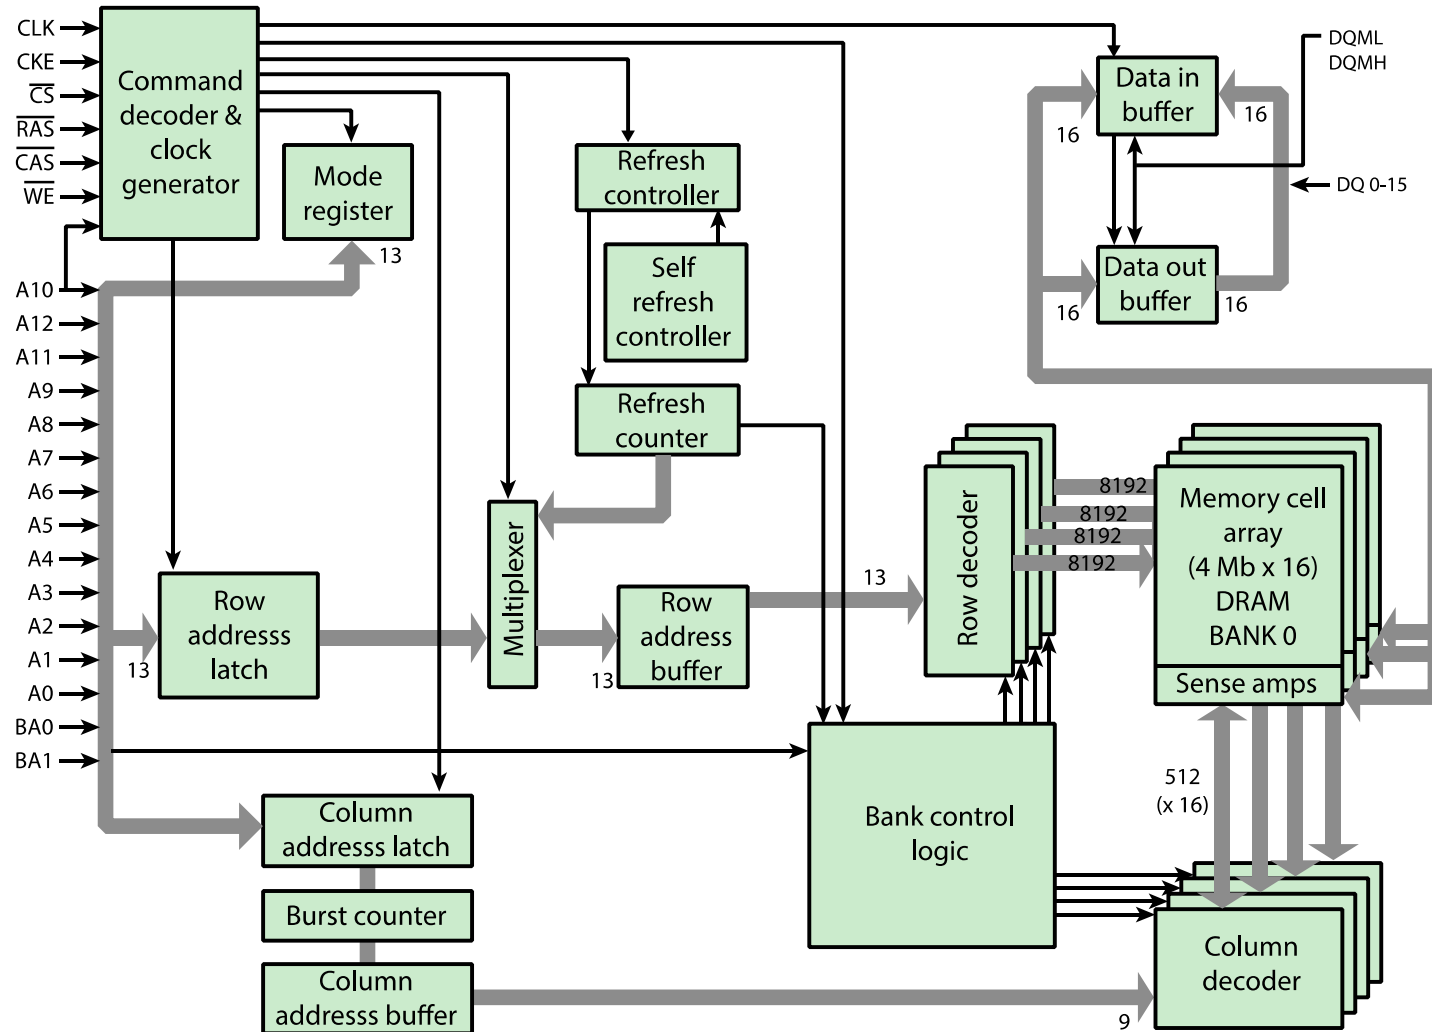 CLK
CKE
CS
RAS
CAS
WE
A10
A12
A11
A9
A8
A7
A6
A5
A4
A3
A2
A1
A0
BA0
BA1
Command
decoder &
clock
generator
Mode
register
13
Refresh
controller
Self
refresh
controller
Refresh
counter
Multiplexer
Row
addresss
latch
13
Row
address
buffer
13
13
Row decoder
8192
8192
8192
8192
Memory cell
array
(4 Mb x 16)
DRAM
BANK 0
Sense amps
512
(x 16)
Data in
buffer
16
16
DQML
DQMH
DQ 0-15
Data out
buffer
16
16
Bank control
logic
Column
addresss latch
Burst counter
Column
addresss buffer
9
Column
decoder